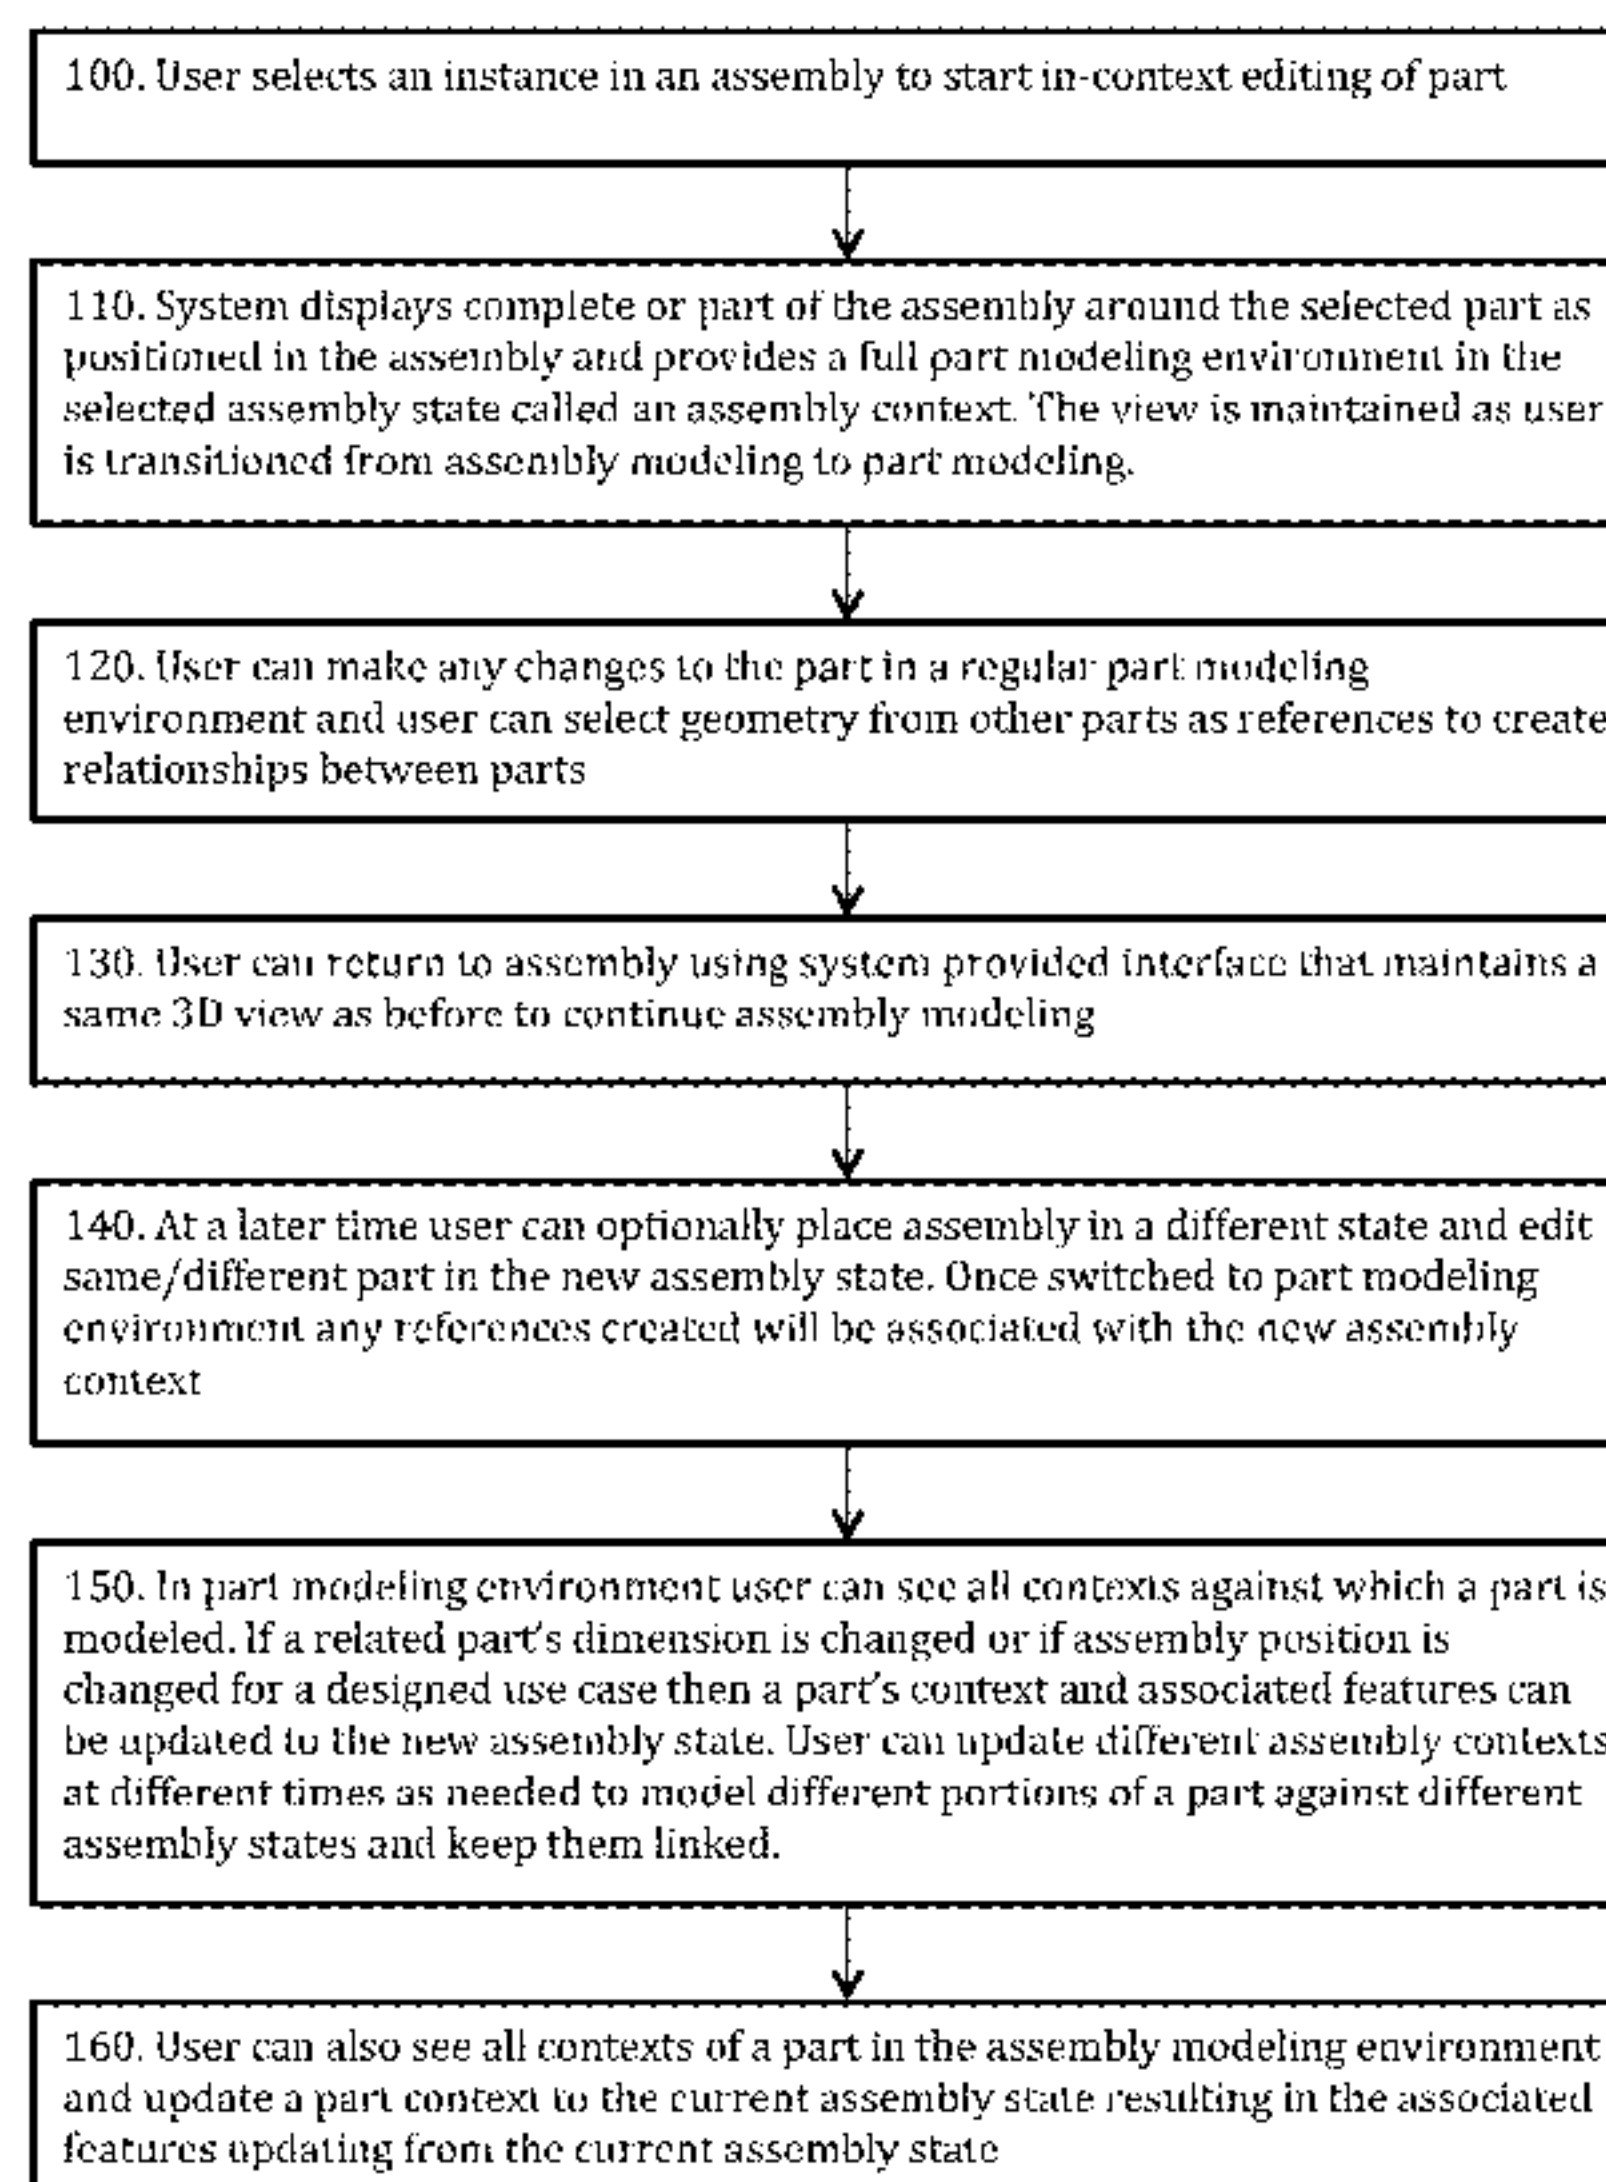 100. User selects an instance in an assembly to start in-context editing of part
110. System displays complete or part of the assembly around the selected part as
positioned in the assembly and provides a full part modeling environment in the
selected assembly state called an assembly context. The view is maintained as user
is transitioned from assembly modeling to part modeling.
120. User can make any changes to the part in a regular part modeling
environment and user can select geometry from other parts as references to create
relationships between parts
130. User can return to assembly using system provided interface that maintains a
same 3D view as before to continue assembly modeling
140. At a later time user can optionally place assembly in a different state and edit
same/different part in the new assembly state. Once switched to part modeling
environment any references created will be associated with the new assembly
context
150. In part modeling environment user can see all contexts against which a part is
modeled. If a related part's dimension is changed or if assembly position is
changed for a designed use case then a part's context and associated features can
be updated to the new assembly state. User can update different assembly contexts
at different times as needed to model different portions of a part against different
assembly states and keep them linked.
160. User can also see all contexts of a part in the assembly modeling environment
and update a part context to the current assembly state resulting in the associated
features updating from the current assembly state